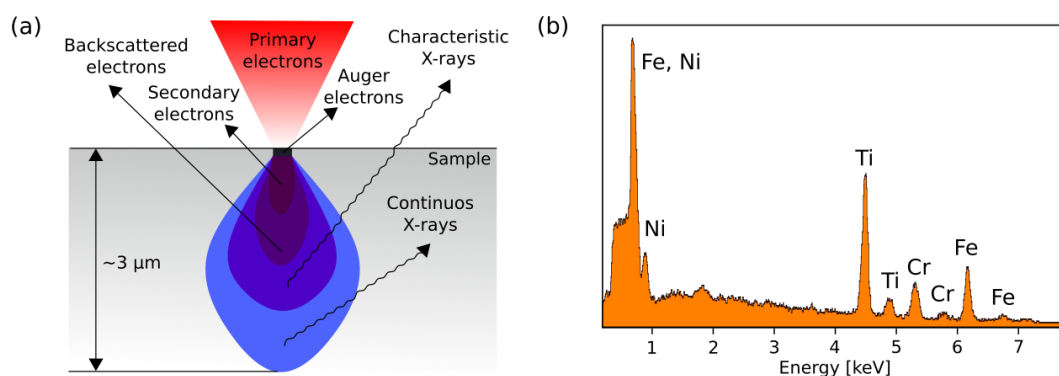 (a)
Backscattered
electrons
Primary
electrons
Characteristic
X-rays
Secondary
electrons
Auger
electrons
Sample
Continuos
X-rays
~3 µm
(b)
Fe, Ni
Ni
Ti
Ti
Cr
Cr
Fe
Fe
1 2 3 4 5 6 7
Energy [keV]